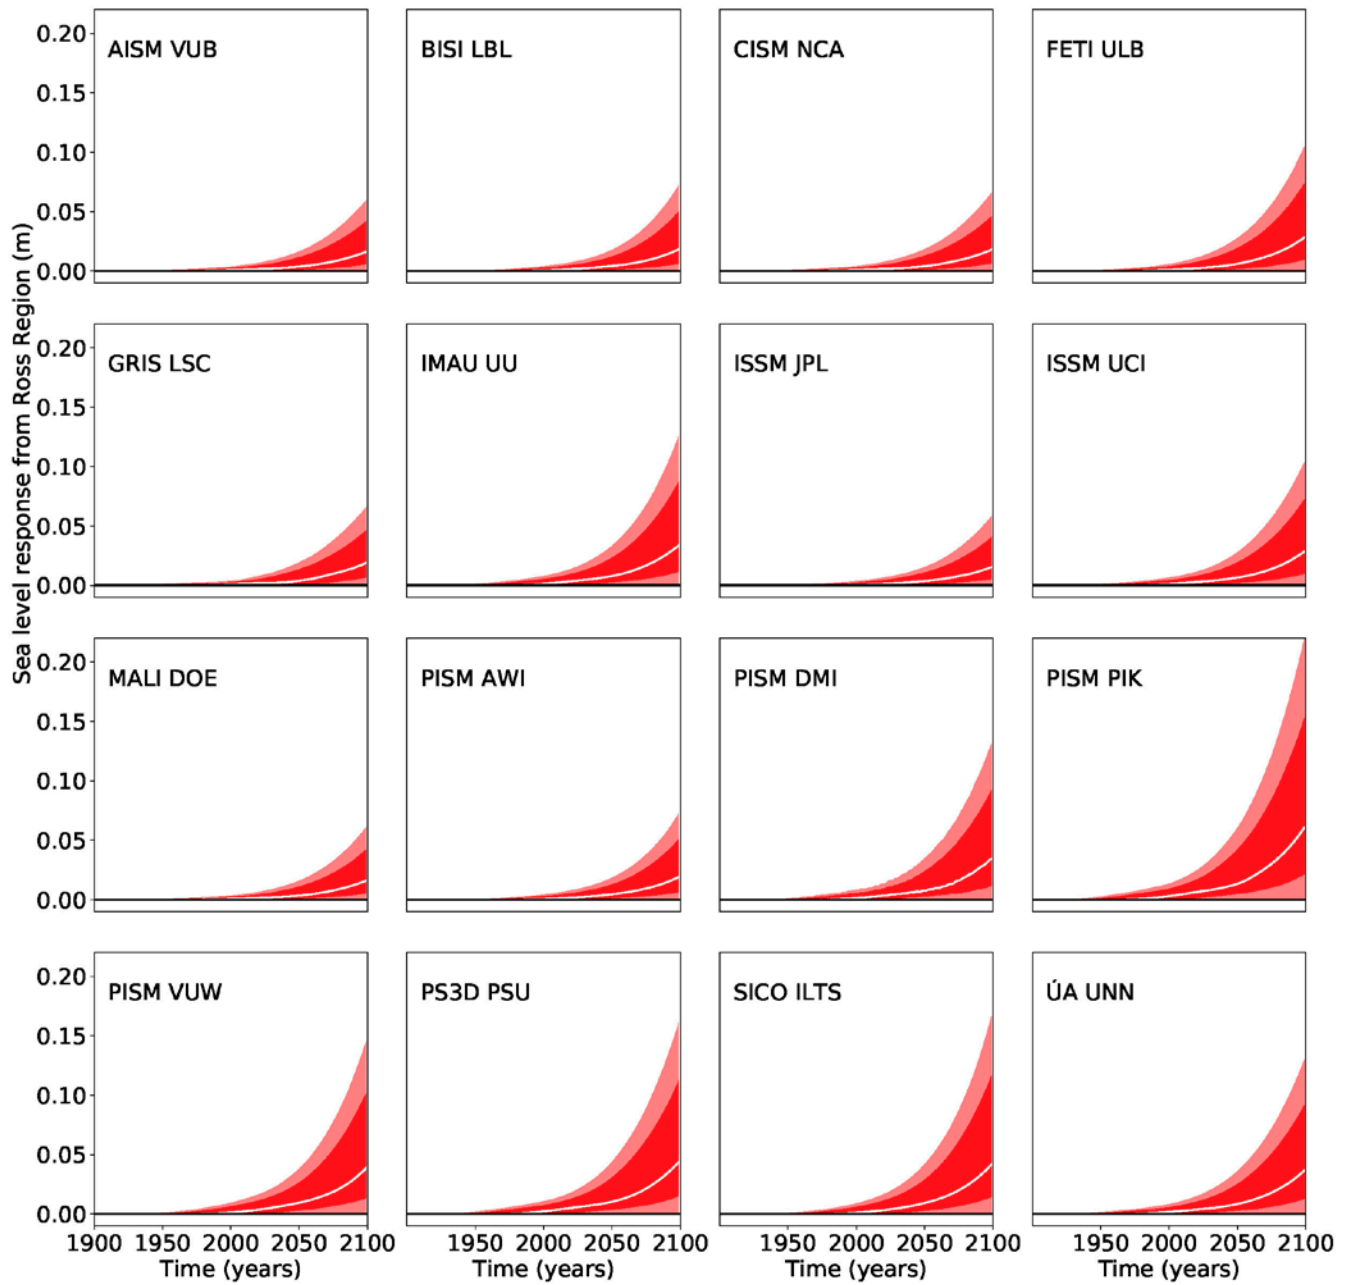 Sea level response from Ross Region (m)
0.20
0.15
0.10
0.05
0.00
AISM VUB
BISI LBL
CISM NCA
FETI ULB
0.20
0.15
0.10
0.05
0.00
GRIS LSC
IMAU UU
ISSM JPL
ISSM UCI
0.20
0.15
0.10
0.05
0.00
MALI DOE
PISM AWI
PISM DMI
PISM PIK
0.20
0.15
0.10
0.05
0.00
PISM VUW
PS3D PSU
SICO ILTS
ÚA UNN
1900 1950 2000 2050 2100
1950 2000 2050 2100
1950 2000 2050 2100
1950 2000 2050 2100
Time (years)
Time (years)
Time (years)
Time (years)